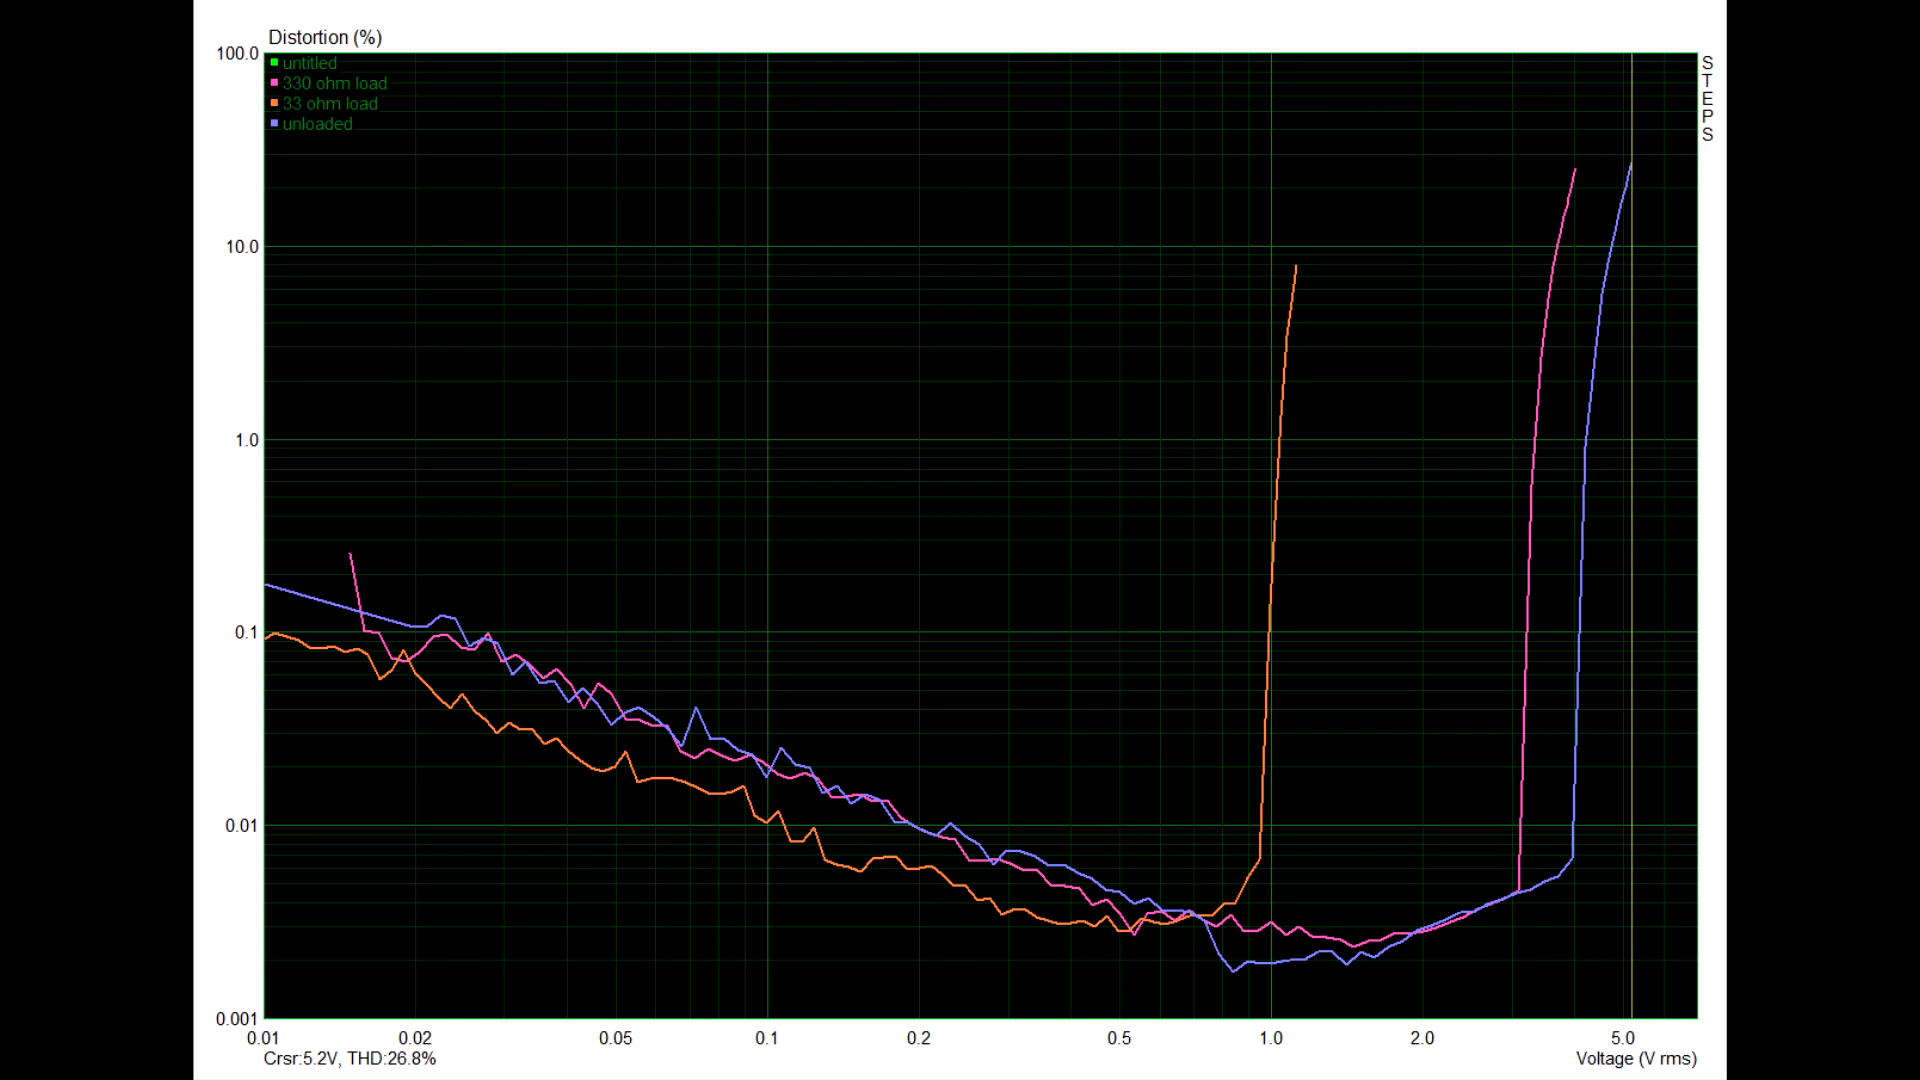 Distortion (%)
100.0
untitled
330 ohm load
33 ohm load
unloaded
S
T
E
P
S
10.0
1.0
0.1
0.01
0.001
0.01 0.02 0.05 0.1 0.2 0.5 1.0 2.0 5.0
Crsr:5.2V, THD:26.8% Voltage (V rms)